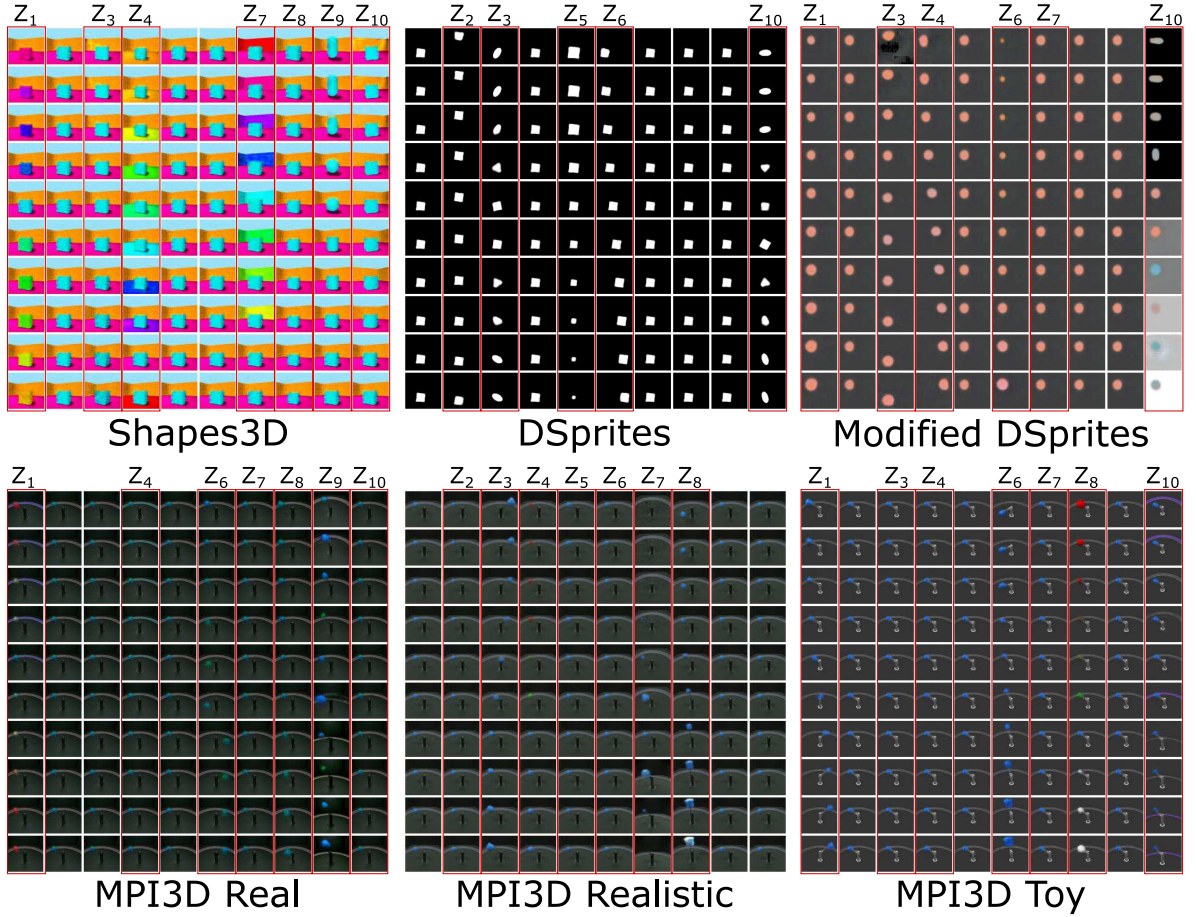 Z1 Z3 Z4 Z7 Z8 Z9 Z10
Z1 Z2 Z3 Z5 Z6 Z10
Z1 Z3 Z4 Z6 Z7 Z10
Shapes3D
DSprites
Modified DSprites
Z1 Z4 Z6 Z7 Z8 Z9 Z10
Z2 Z3 Z4 Z5 Z6 Z7 Z8
Z1 Z3 Z4 Z6 Z7 Z8 Z10
MPI3D Real
MPI3D Realistic
MPI3D Toy